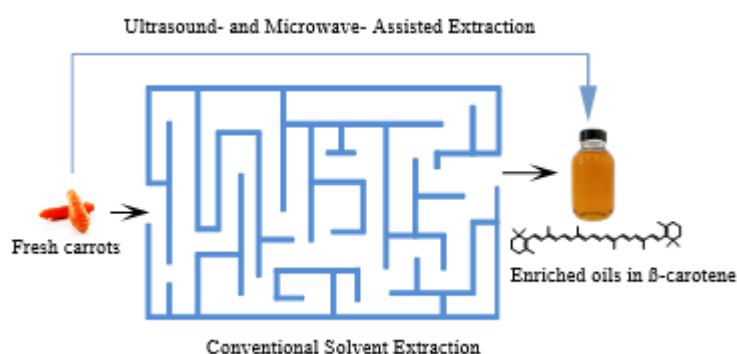 Ultrasound- and Microwave- Assisted Extraction
Fresh carrots
Enriched oils in ß-carotene
Conventional Solvent Extraction